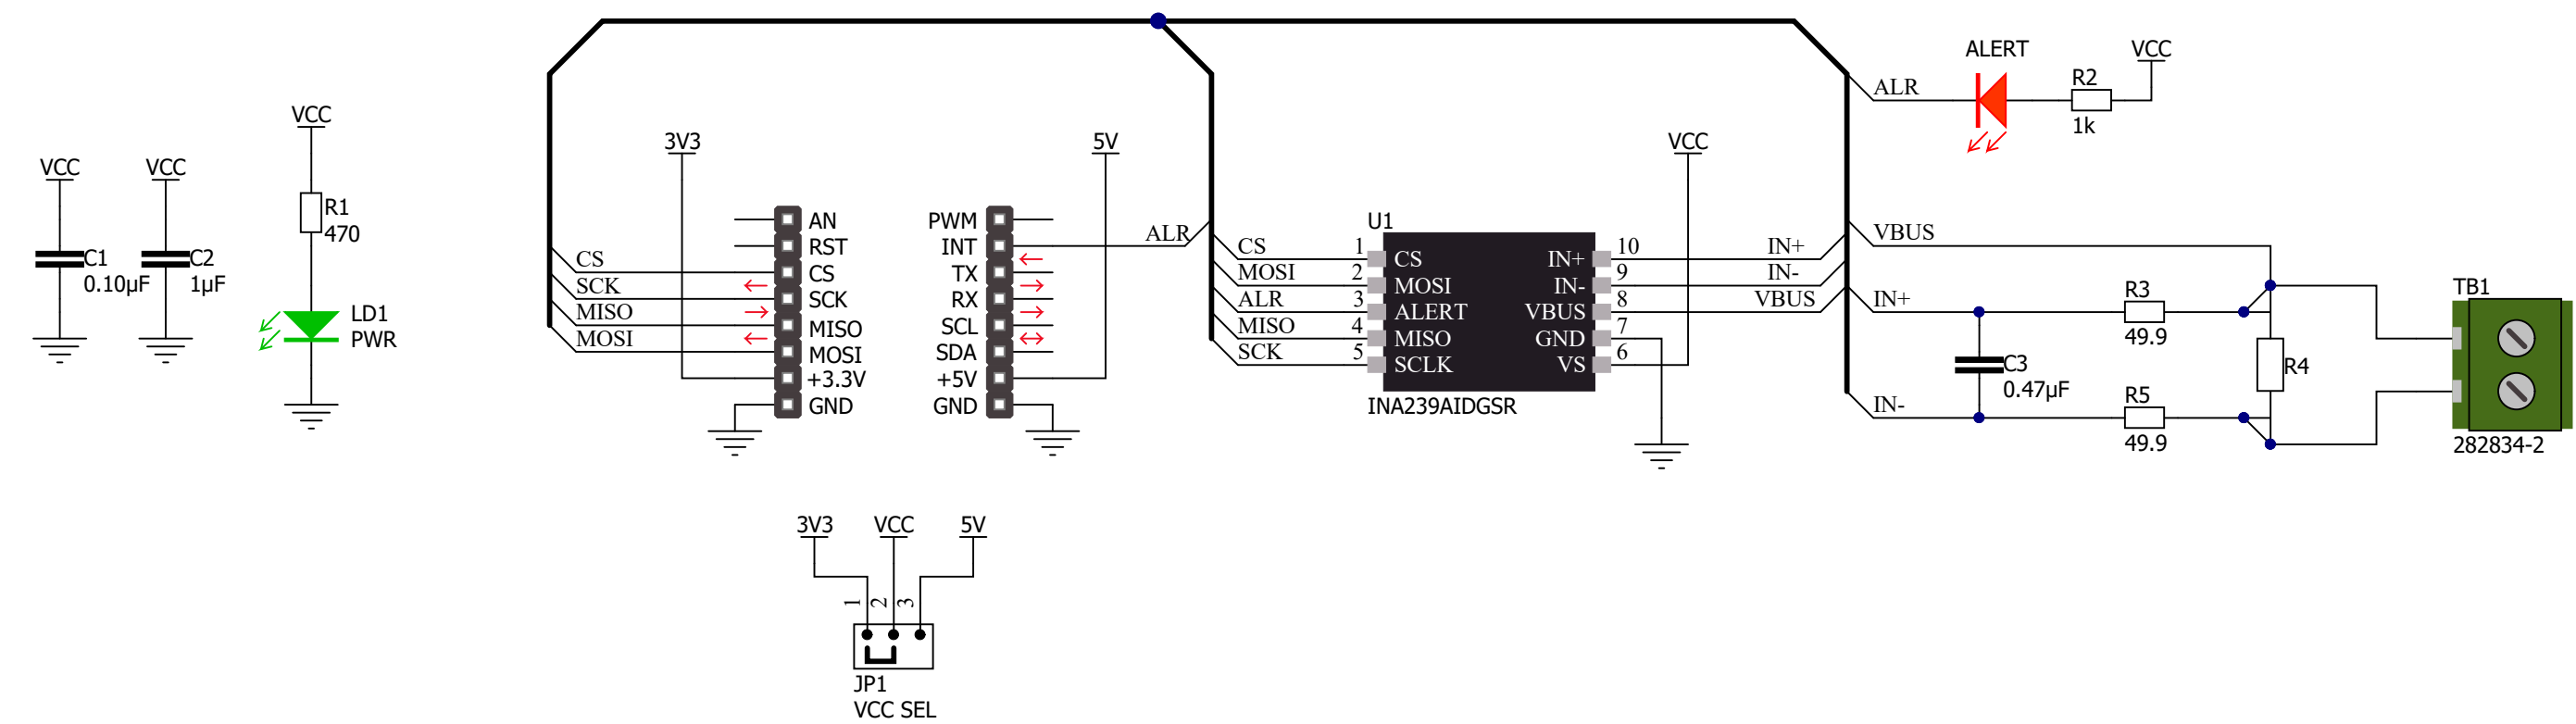 VCC
C1
0.10µF
VCC
C2
1µF
VCC
R1
470
LD1
PWR
CS
SCK
MISO
MOSI
3V3
AN
RST
CS
SCK
MISO
MOSI
+3.3V
GND
5V
PWM
INT
TX
RX
SCL
SDA
+5V
GND
ALR
3V3 VCC 5V
1 2 3
JP1
VCC SEL
CS 1
MOSI 2
ALR 3
MISO 4
SCK 5
U1
CS IN+
MOSI IN-
ALERT VBUS
MISO GND
SCLK VS
INA239AIDGSR
VCC
10 IN+
9 IN-
8 VBUS
7
6
ALERT
VCC
ALR
R2
1k
VBUS
IN+
R3
49.9
C3
0.47µF
R4
IN-
R5
49.9
TB1
282834-2